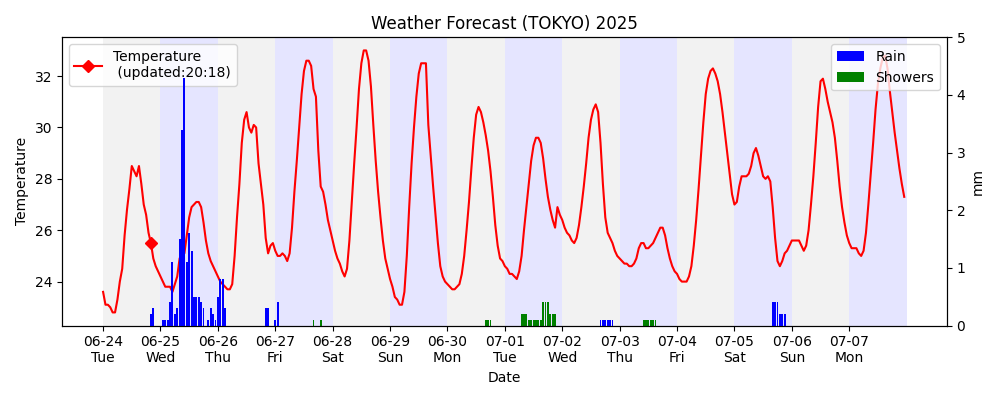 Weather Forecast (TOKYO) 2025
Temperature
(updated:20:18)
Rain
Showers
Temperature
32
30
28
26
24
5
4
3
2
1
0
mm
06-24 06-25 06-26 06-27 06-28 06-29 06-30 07-01 07-02 07-03 07-04 07-05 07-06 07-07
Tue Wed Thu Fri Sat Sun Mon Tue Wed Thu Fri Sat Sun Mon
Date